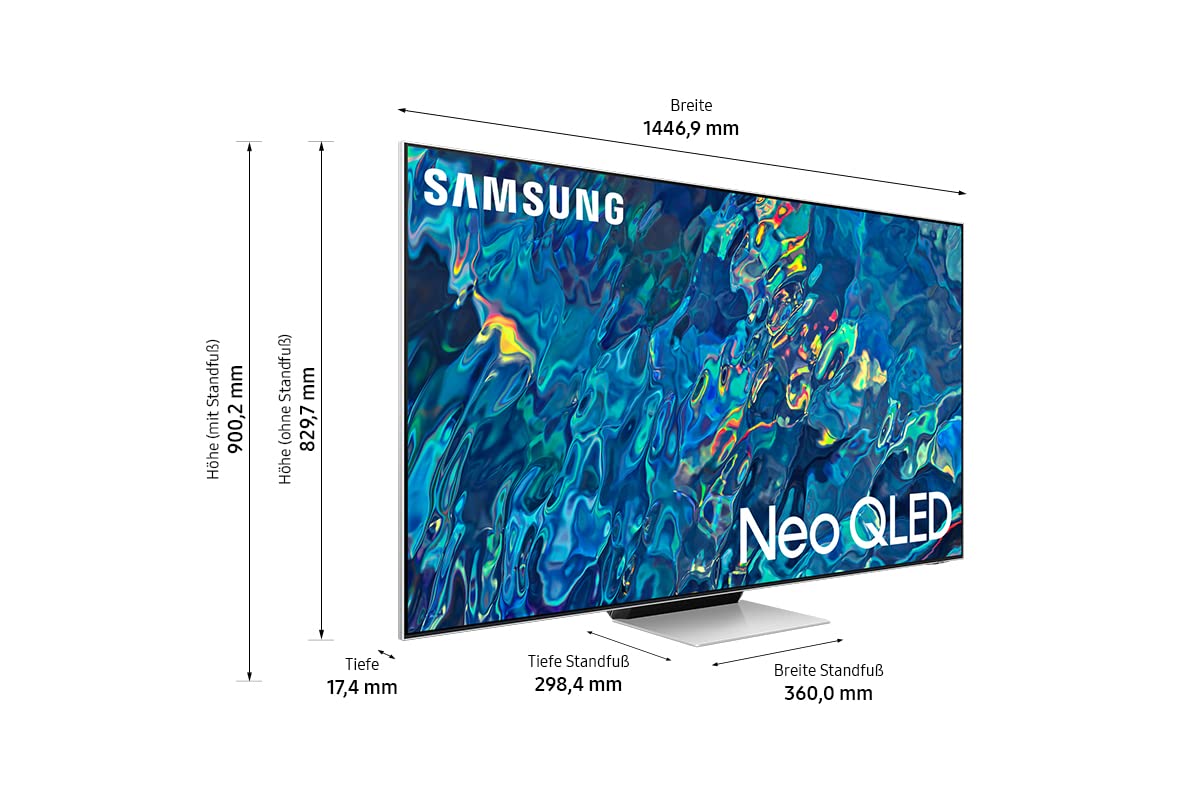 Breite
1446,9 mm
SAMSUNG
Höhe (mit Standfuß)
900,2 mm
Höhe (ohne Standfuß)
829,7 mm
Neo QLED
Tiefe
17,4 mm
Tiefe Standfuß
298,4 mm
Breite Standfuß
360,0 mm